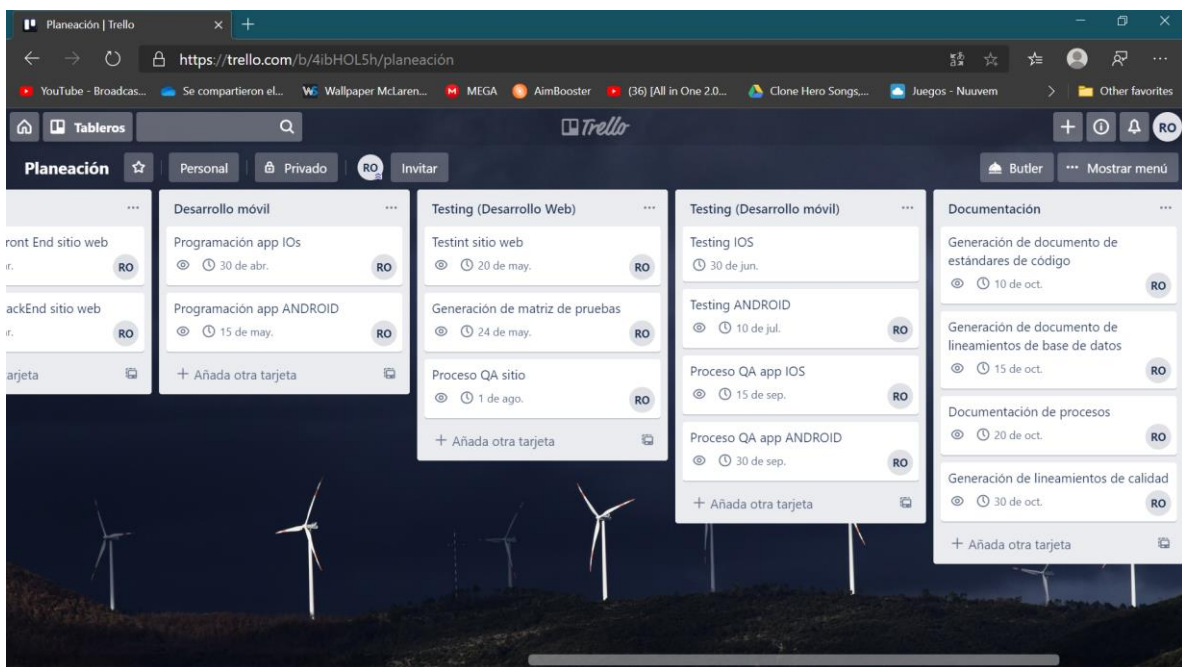 Planeación | Trello
https://trello.com/b/4ibHOL5h/planeación
YouTube - Broadcas...
Se compartieron el...
Wallpaper McLaren...
MEGA
AimBooster
(36) [All in One 2.0...
Clone Hero Songs,...
Juegos - Nuuvem
Other favorites
Tableros
Trello
RO
Planeación
Personal
Privado
RO
Invitar
Butler
Mostrar menú
ront End sitio web
r.
RO
ackEnd sitio web
r.
RO
arjeta
Desarrollo móvil
Programación app IOs
30 de abr.
RO
Programación app ANDROID
15 de may.
RO
+ Añada otra tarjeta
Testing (Desarrollo Web)
Testint sitio web
20 de may.
RO
Generación de matriz de pruebas
24 de may.
RO
Proceso QA sitio
1 de ago.
RO
+ Añada otra tarjeta
Testing (Desarrollo móvil)
Testing IOS
30 de jun.
Testing ANDROID
10 de jul.
RO
Proceso QA app IOS
15 de sep.
RO
Proceso QA app ANDROID
30 de sep.
RO
+ Añada otra tarjeta
Documentación
Generación de documento de
estándares de código
10 de oct.
RO
Generación de documento de
lineamientos de base de datos
15 de oct.
RO
Documentación de procesos
20 de oct.
RO
Generación de lineamientos de calidad
30 de oct.
RO
+ Añada otra tarjeta